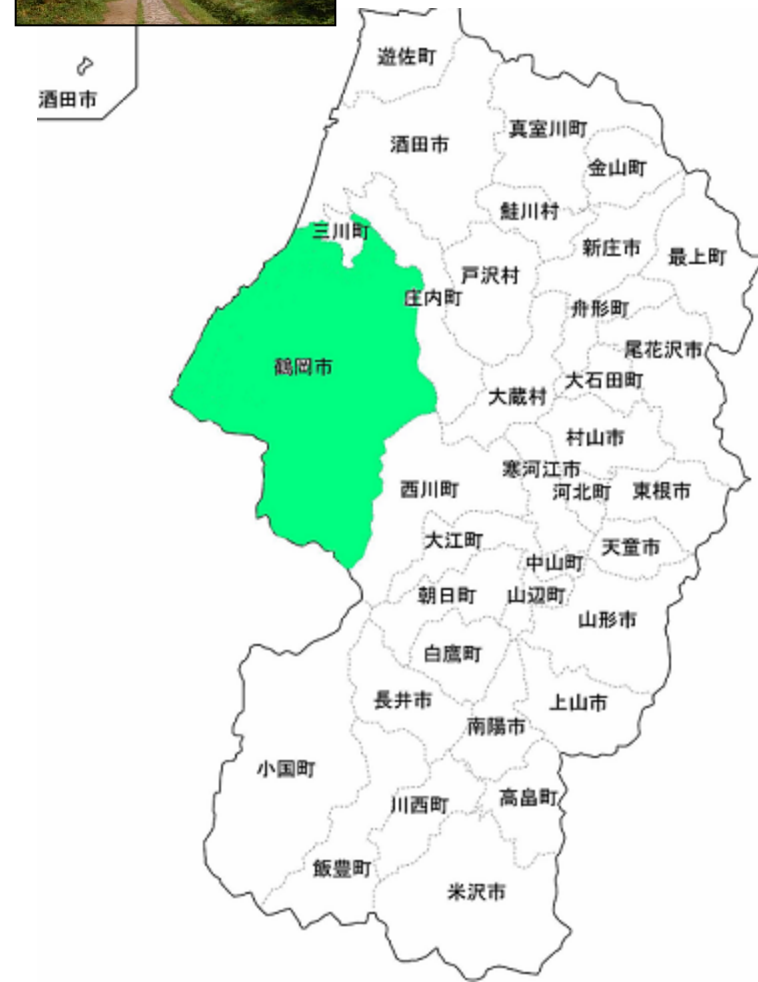 遊佐町
酒田市
酒田市
真室川町
金山町
鮭川村
三川町
新庄市
最上町
戸沢村
庄内町
舟形町
尾花沢市
鶴岡市
大石田町
大蔵村
村山市
寒河江市
西川町
河北町
東根市
大江町
天童市
中山町
朝日町
山辺町
山形市
白鷹町
長井市
上山市
南陽市
小国町
高畠町
川西町
飯豊町
米沢市